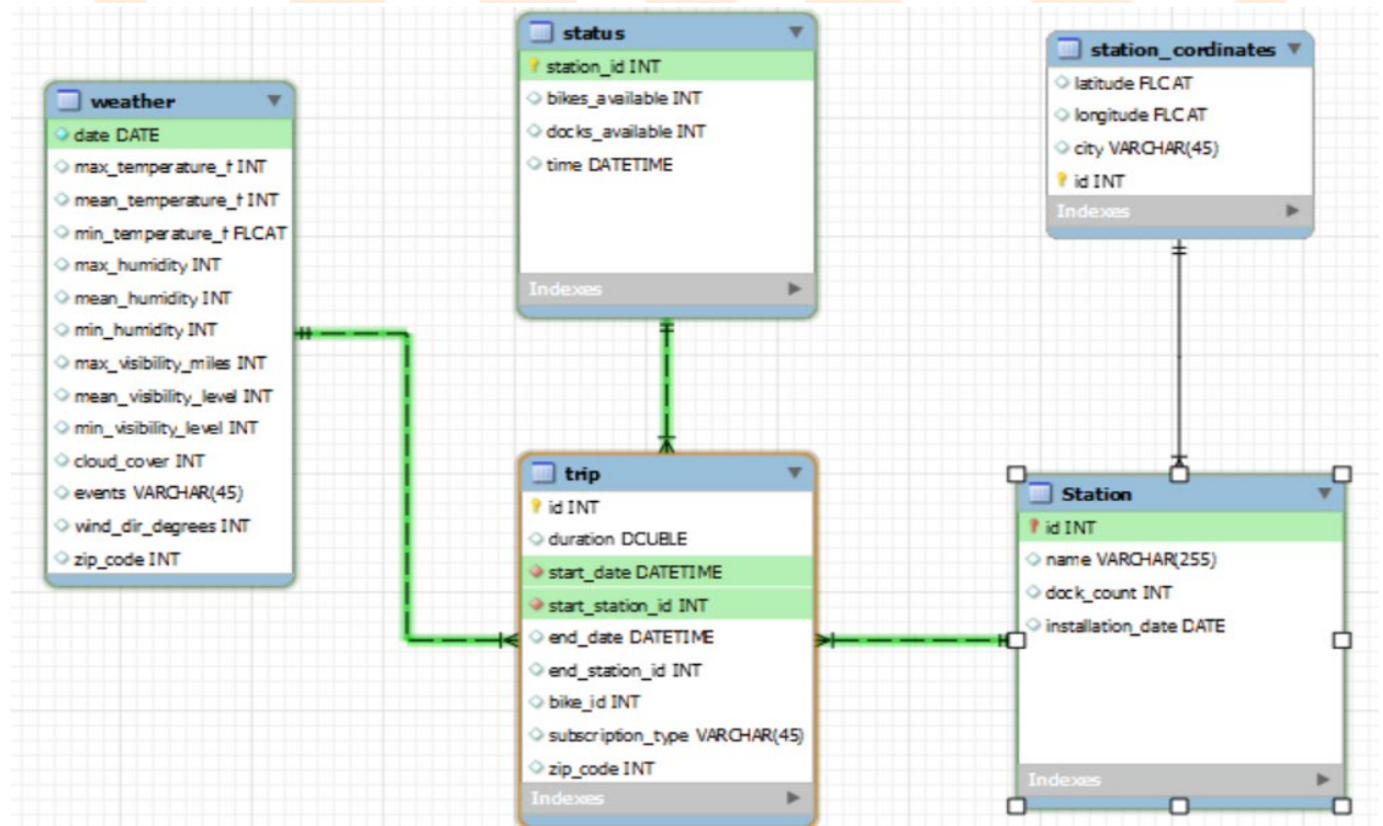 weather
date DATE
max_temperature_f INT
mean_temperature_f INT
min_temperature_f FLOAT
max_humidity INT
mean_humidity INT
min_humidity INT
max_visibility_miles INT
mean_visibility_level INT
min_visibility_level INT
cloud_cover INT
events VARCHAR(45)
wind_dir_degrees INT
zip_code INT
status
station_id INT
bikes_available INT
docks_available INT
time DATETIME
Indexes
station_cordinates
latitude FLOAT
longitude FLOAT
city VARCHAR(45)
id INT
Indexes
trip
id INT
duration DOUBLE
start_date DATETIME
start_station_id INT
end_date DATETIME
end_station_id INT
bike_id INT
subscription_type VARCHAR(45)
zip_code INT
Indexes
Station
id INT
name VARCHAR(255)
dock_count INT
installation_date DATE
Indexes